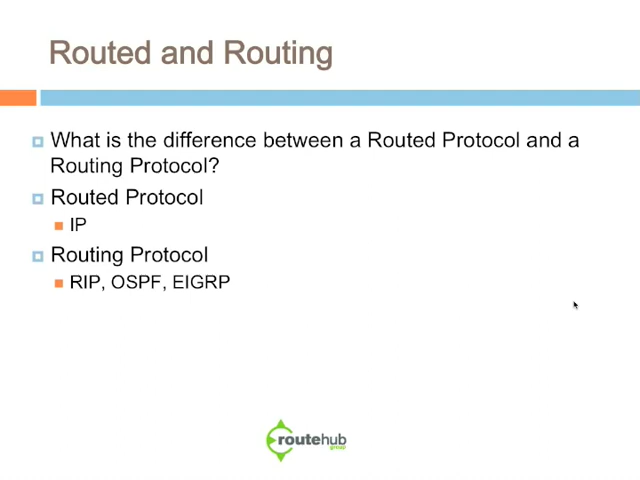 Routed and Routing
What is the difference between a Routed Protocol and a
Routing Protocol?
Routed Protocol
IP
Routing Protocol
RIP, OSPF, EIGRP
routehub
group